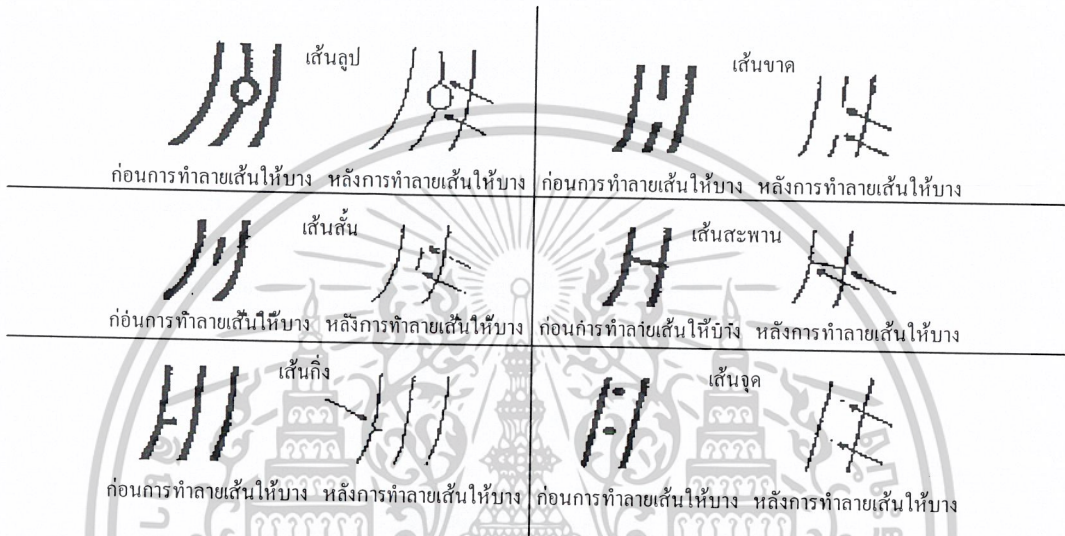 เส้นลูป
เส้นขาด
ก่อนการทำลายเส้นให้บาง หลังการทำลายเส้นให้บาง
ก่อนการทำลายเส้นให้บาง หลังการทำลายเส้นให้บาง
เส้นสั้น
เส้นสะพาน
ก่อนการทำลายเส้นให้บาง หลังการทำลายเส้นให้บาง
ก่อนการทำลายเส้นให้บาง หลังการทำลายเส้นให้บาง
เส้นกิ่ง
เส้นจุด
ก่อนการทำลายเส้นให้บาง หลังการทำลายเส้นให้บาง
ก่อนการทำลายเส้นให้บาง หลังการทำลายเส้นให้บาง